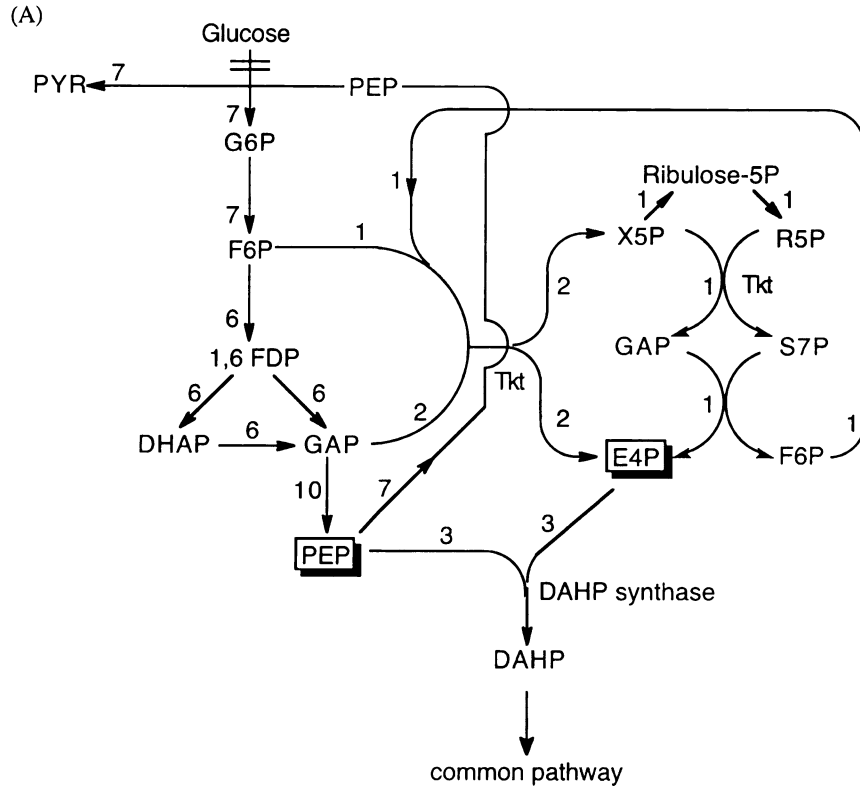 (A)
Glucose
PYR 7 PEP
7
G6P
1 Ribulose-5P
1 1
7
F6P 1 X5P R5P
2 1 Tkt
6
1,6 FDP GAP S7P
6 6 Tkt
2 2 1 1
DHAP 6 GAP E4P F6P
10 7
3 3
PEP
DAHP synthase
DAHP
common pathway